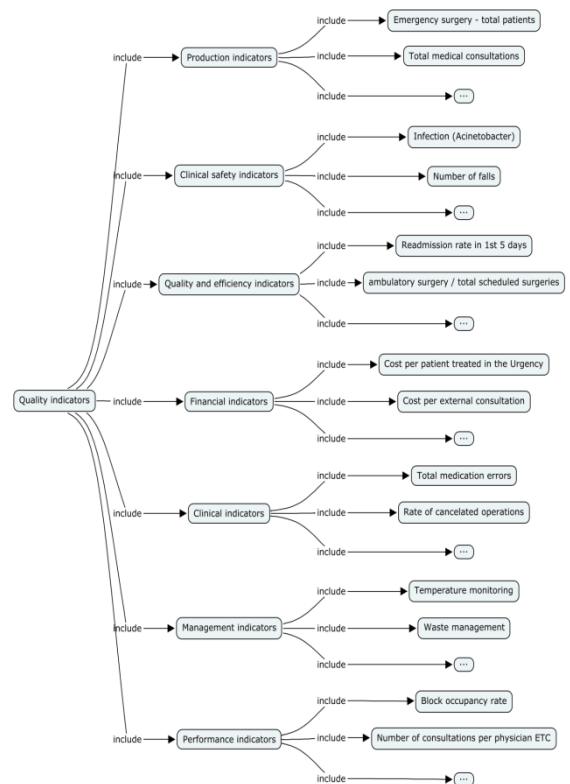 Emergency surgery - total patients
include
include Production indicators include Total medical consultations
include ...
include Infection (Acinetobacter)
include Clinical safety indicators include Number of falls
include ...
include Readmission rate in 1st 5 days
include Quality and efficiency indicators include ambulatory surgery / total scheduled surgeries
include ...
include Cost per patient treated in the Urgency
Quality indicators include Financial indicators include Cost per external consultation
include ...
include Total medication errors
include Clinical indicators include Rate of cancelated operations
include ...
include Temperature monitoring
include Management indicators include Waste management
include ...
include Block occupancy rate
include Performance indicators include Number of consultations per physician ETC
include ...